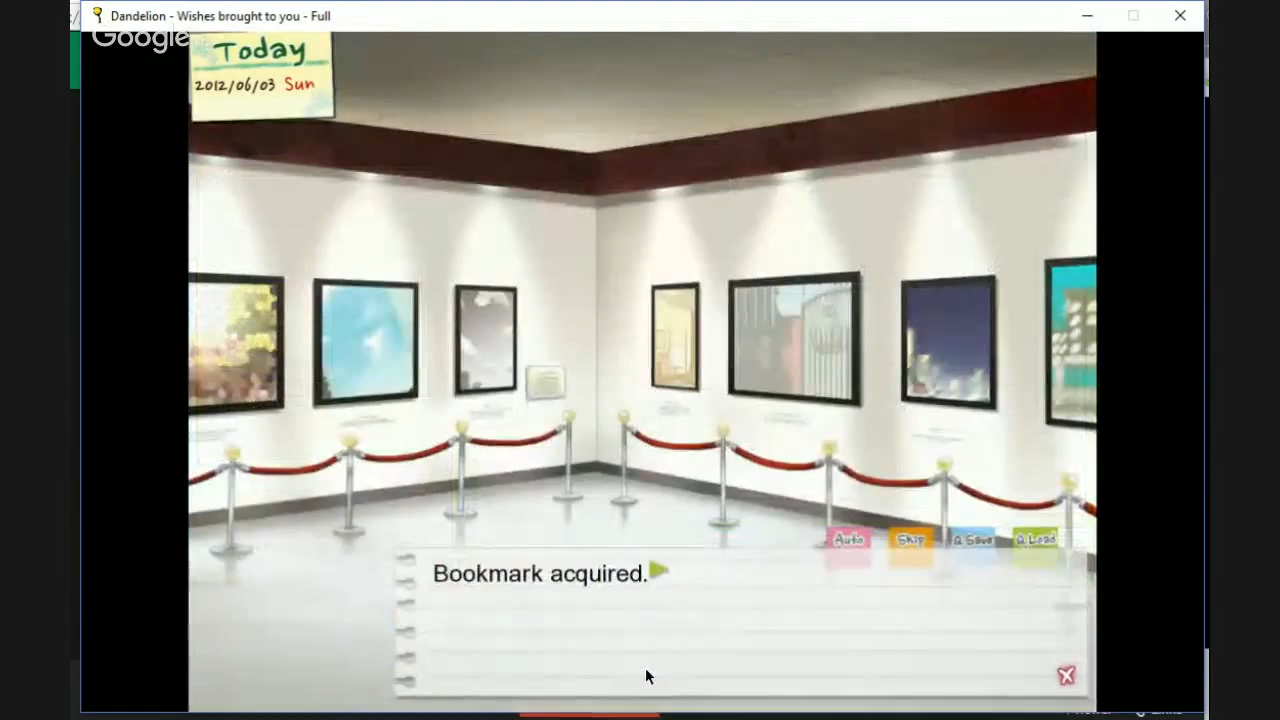 Dandelion - Wishes brought to you - Full
Google
Today
2012/06/03 Sun
Auto
Skip
Q.Save
Q.Load
Bookmark acquired.